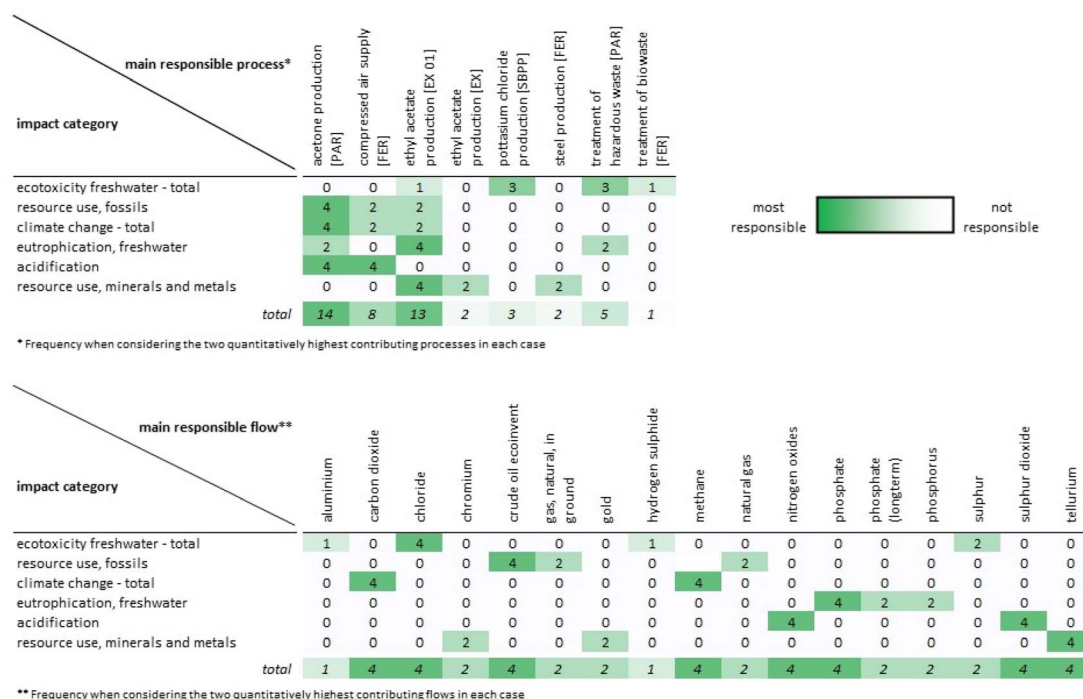 main responsible process*
impact category
acetone production [PAR]
compressed air supply [FER]
ethyl acetate production [EX 01]
ethyl acetate production [EX]
pottasium chloride production [SBPP]
steel production [FER]
treatment of hazardous waste [PAR]
treatment of biowaste [FER]
ecotoxicity freshwater - total 0 0 1 0 3 0 3 1
resource use, fossils 4 2 2 0 0 0 0 0
climate change - total 4 2 2 0 0 0 0 0
eutrophication, freshwater 2 0 4 0 0 0 2 0
acidification 4 4 0 0 0 0 0 0
resource use, minerals and metals 0 0 4 2 0 2 0 0
total 14 8 13 2 3 2 5 1
* Frequency when considering the two quantitatively highest contributing processes in each case
most responsible
not responsible
main responsible flow**
impact category
aluminium
carbon dioxide
chloride
chromium
crude oil ecoinvent
gas, natural, in ground
gold
hydrogen sulphide
methane
natural gas
nitrogen oxides
phosphate
phosphate (longterm)
phosphorus
sulphur
sulphur dioxide
tellurium
ecotoxicity freshwater - total 1 0 4 0 0 0 0 1 0 0 0 0 0 0 2 0 0
resource use, fossils 0 0 0 0 4 2 0 0 0 2 0 0 0 0 0 0 0
climate change - total 0 4 0 0 0 0 0 0 4 0 0 0 0 0 0 0 0
eutrophication, freshwater 0 0 0 0 0 0 0 0 0 0 0 4 2 2 0 0 0
acidification 0 0 0 0 0 0 0 0 0 0 4 0 0 0 0 4 0
resource use, minerals and metals 0 0 0 2 0 0 2 0 0 0 0 0 0 0 0 0 4
total 1 4 4 2 4 2 2 1 4 2 4 4 2 2 2 4 4
** Frequency when considering the two quantitatively highest contributing flows in each case